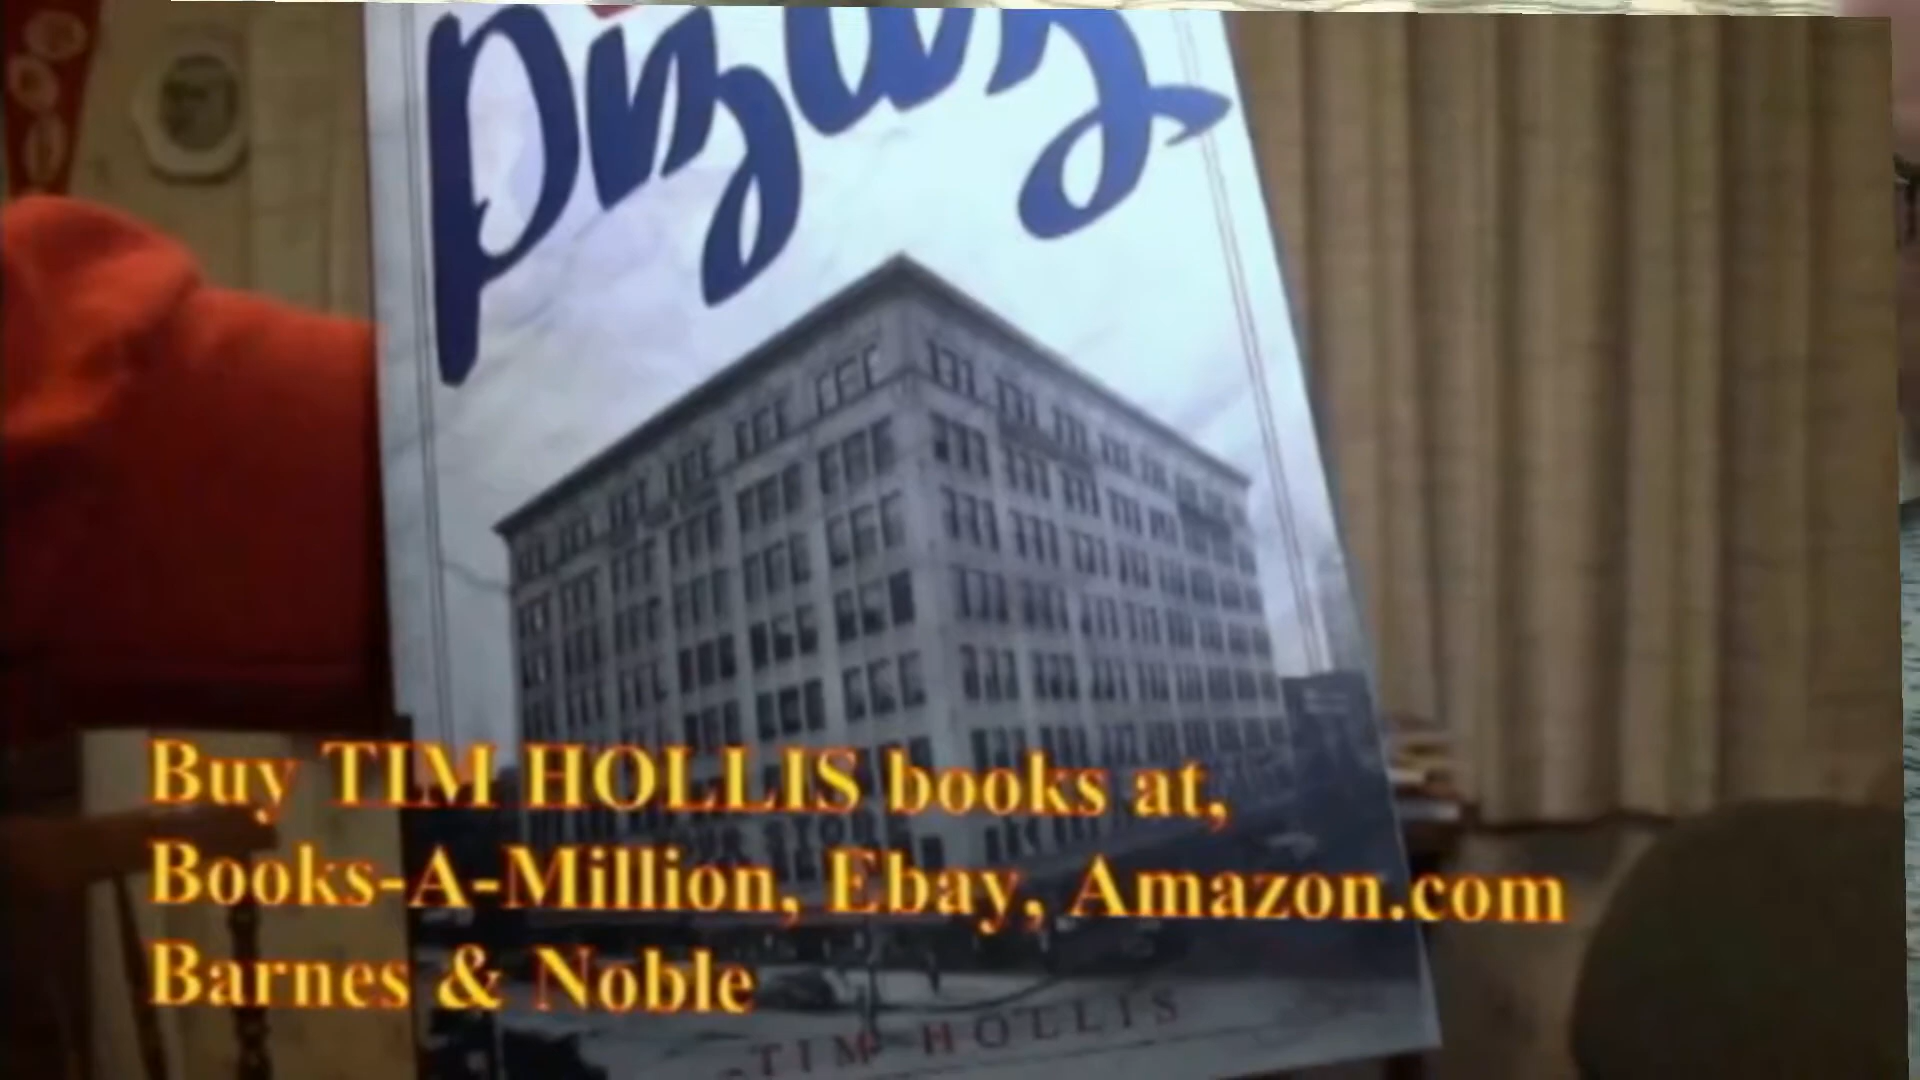 Pizitz
Buy TIM HOLLIS books at,
Books-A-Million, Ebay, Amazon.com
Barnes & Noble
TIM HOLLIS